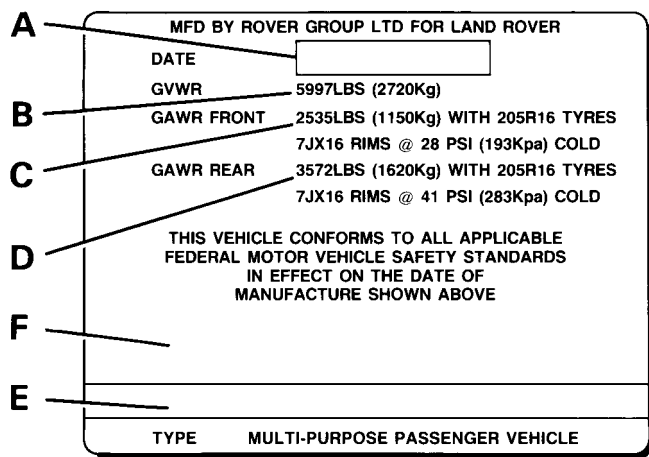 MFD BY ROVER GROUP LTD FOR LAND ROVER
A
DATE
GVWR 5997LBS (2720Kg)
B
GAWR FRONT 2535LBS (1150Kg) WITH 205R16 TYRES
7JX16 RIMS @ 28 PSI (193Kpa) COLD
C
GAWR REAR 3572LBS (1620Kg) WITH 205R16 TYRES
7JX16 RIMS @ 41 PSI (283Kpa) COLD
D
THIS VEHICLE CONFORMS TO ALL APPLICABLE
FEDERAL MOTOR VEHICLE SAFETY STANDARDS
IN EFFECT ON THE DATE OF
MANUFACTURE SHOWN ABOVE
F
E
TYPE MULTI-PURPOSE PASSENGER VEHICLE